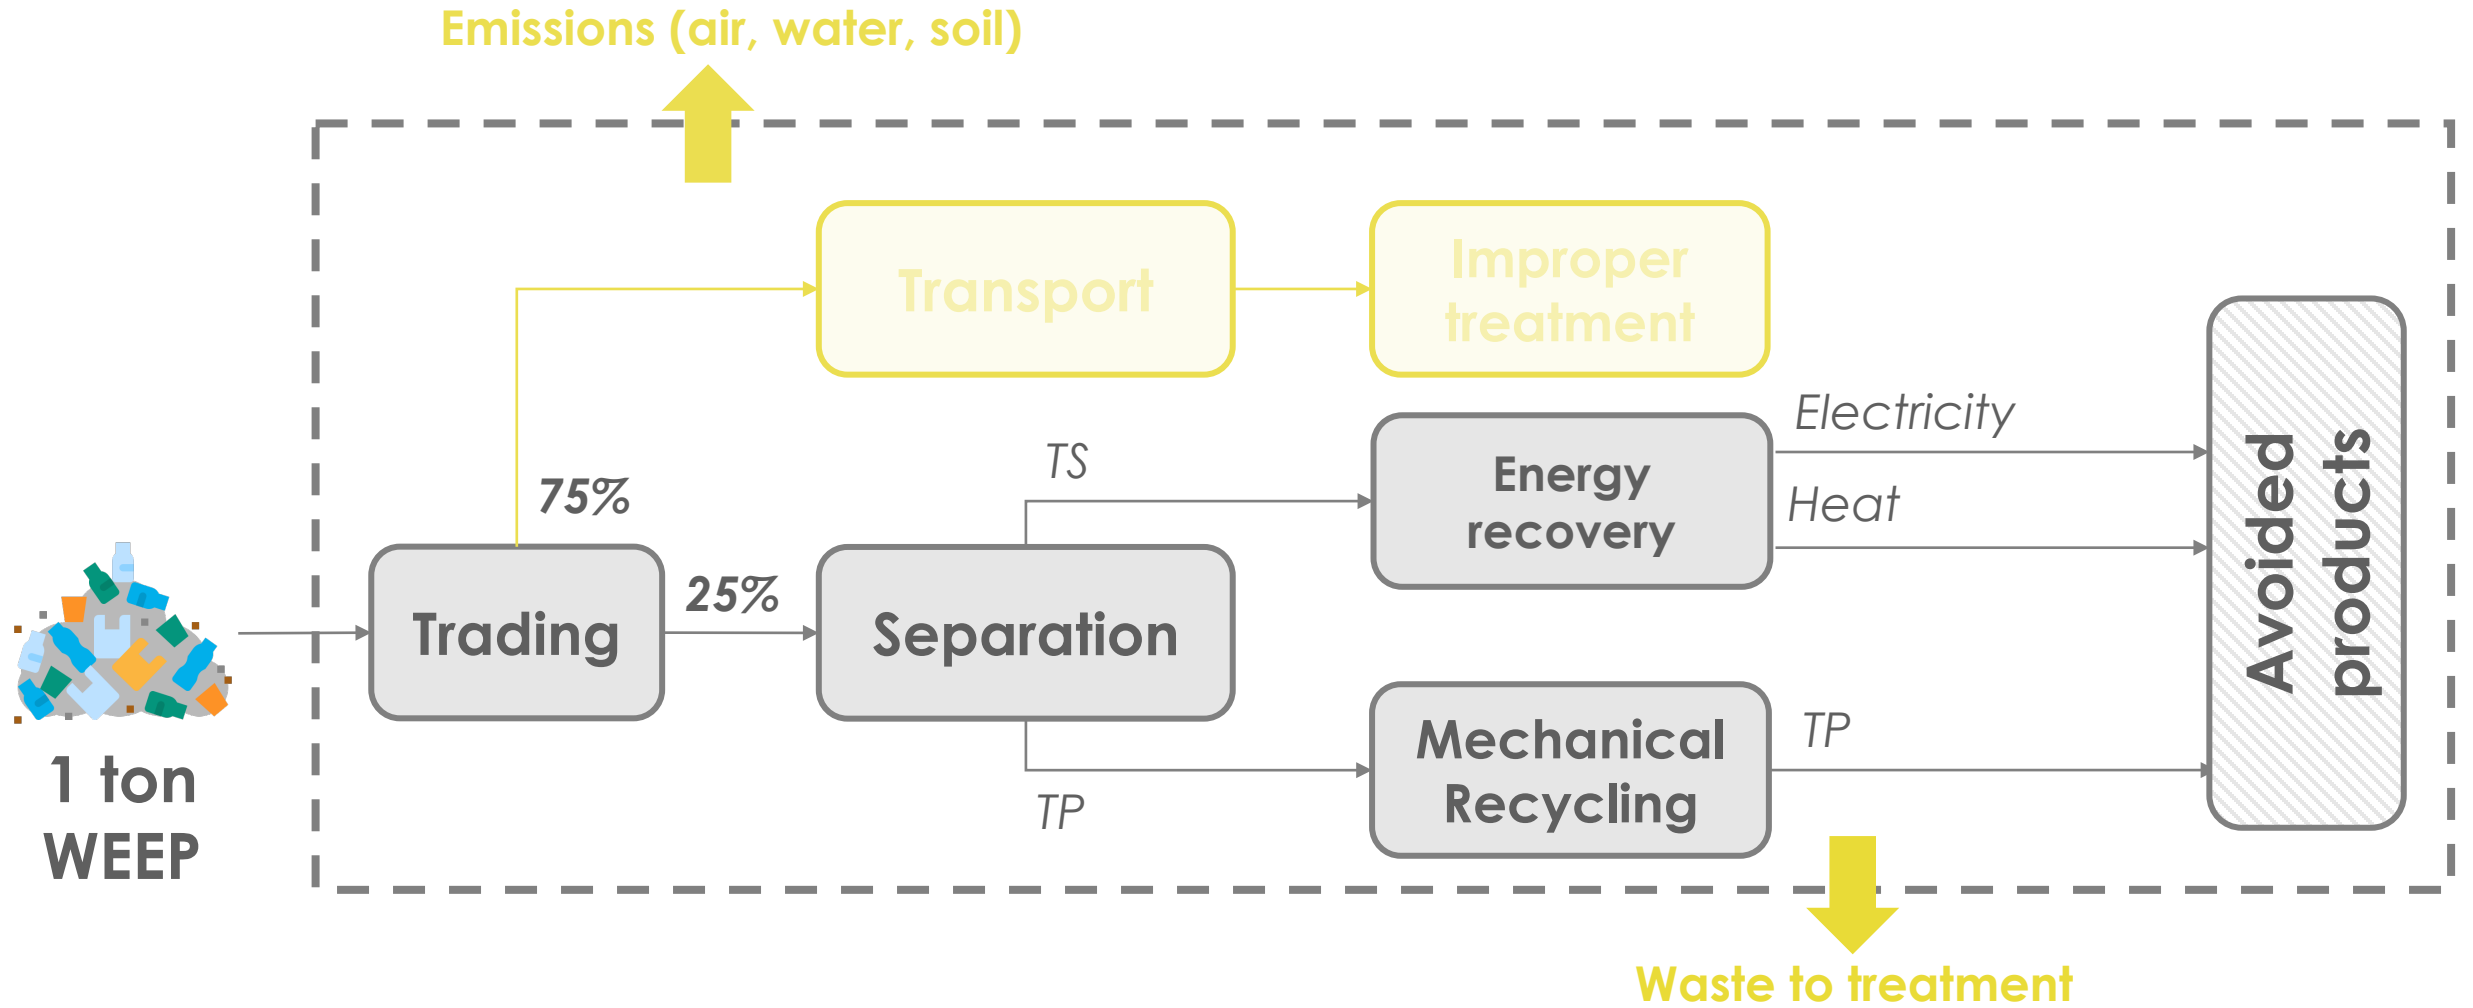 Emissions (air, water, soil)
Transport
Improper
treatment
Electricity
TS
75%
Energy
recovery
Heat
25%
Trading
Separation
Avoided
products
Mechanical
Recycling
TP
TP
1 ton
WEEP
Waste to treatment